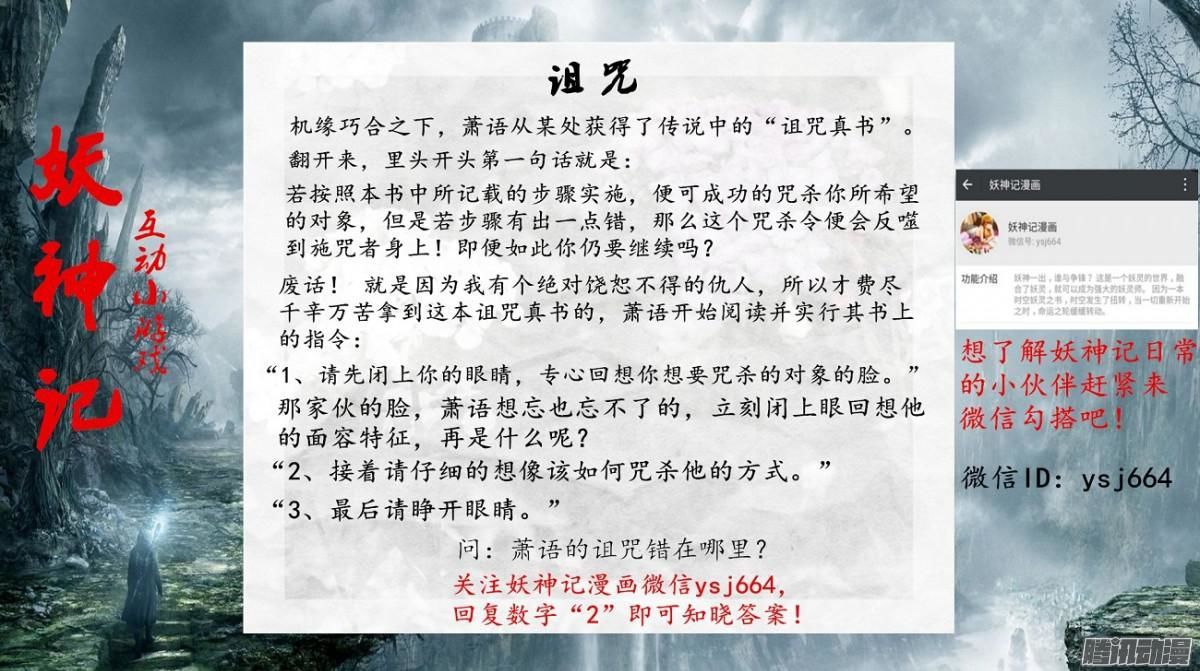 妖神记
互动小游戏
诅咒
机缘巧合之下，萧语从某处获得了传说中的“诅咒真书”。
翻开来，里头开头第一句话就是：
若按照本书中所记载的步骤实施，便可成功的咒杀你所希望
的对象，但是若步骤有出一点错，那么这个咒杀令便会反噬
到施咒者身上！即便如此你仍要继续吗？
废话！ 就是因为我有个绝对饶恕不得的仇人，所以才费尽
千辛万苦拿到这本诅咒真书的，萧语开始阅读并实行其书上
的指令：
“1、请先闭上你的眼睛，专心回想你想要咒杀的对象的脸。”
那家伙的脸，萧语想忘也忘不了的，立刻闭上眼回想他
的面容特征，再是什么呢？
“2、接着请仔细的想像该如何咒杀他的方式。”
“3、最后请睁开眼睛。”
问：萧语的诅咒错在哪里？
关注妖神记漫画微信ysj664，
回复数字“2”即可知晓答案！
妖神记漫画
妖神记漫画
微信号: ysj664
功能介绍
妖神一出，谁与争锋？这是一个妖灵的世界，融
合了妖灵，就可以成为强大的妖灵师。因为一本
时空妖灵之书，时空发生了扭转，当一切重新开始
之时，命运之轮缓缓转动。
想了解妖神记日常
的小伙伴赶紧来
微信勾搭吧！
微信ID：ysj664
腾讯动漫